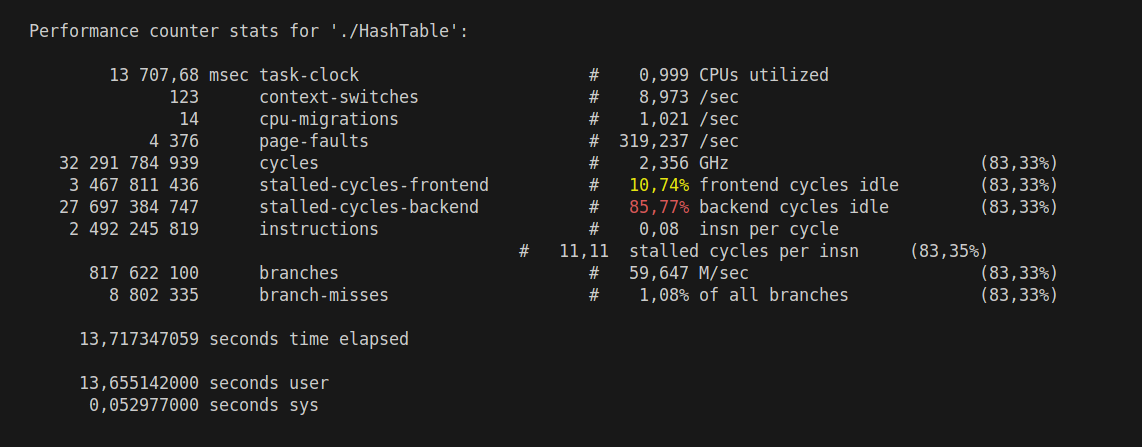 Performance counter stats for './HashTable':
13 707,68 msec task-clock # 0,999 CPUs utilized
123 context-switches # 8,973 /sec
14 cpu-migrations # 1,021 /sec
4 376 page-faults # 319,237 /sec
32 291 784 939 cycles # 2,356 GHz (83,33%)
3 467 811 436 stalled-cycles-frontend # 10,74% frontend cycles idle (83,33%)
27 697 384 747 stalled-cycles-backend # 85,77% backend cycles idle (83,33%)
2 492 245 819 instructions # 0,08 insn per cycle
# 11,11 stalled cycles per insn (83,35%)
817 622 100 branches # 59,647 M/sec (83,33%)
8 802 335 branch-misses # 1,08% of all branches (83,33%)
13,717347059 seconds time elapsed
13,655142000 seconds user
0,052977000 seconds sys